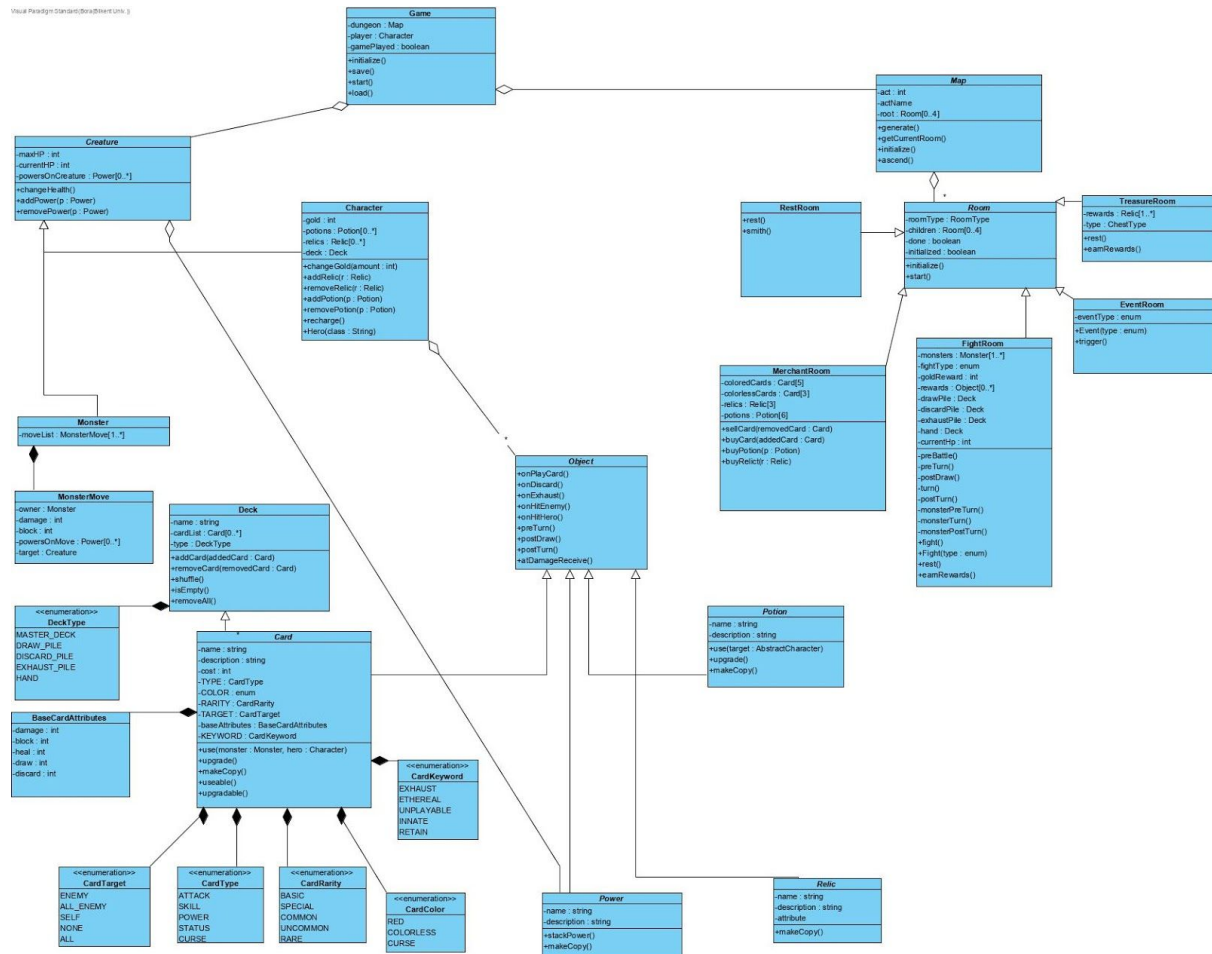 Visual Paradigm Standard(Bora(Bilkent Univ.))
Game
-dungeon : Map
-player : Character
-gamePlayed : boolean
+initialize()
+save()
+start()
+load()
Map
-act : int
-actName
-root : Room[0..4]
+generate()
+getCurrentRoom()
+initialize()
+ascend()
*
Creature
-maxHP : int
-currentHP : int
-powersOnCreature : Power[0..*]
+changeHealth()
+addPower(p : Power)
+removePower(p : Power)
Character
-gold : int
-potions : Potion[0..*]
-relics : Relic[0..*]
-deck : Deck
+changeGold(amount : int)
+addRelic(r : Relic)
+removeRelic(r : Relic)
+addPotion(p : Potion)
+removePotion(p : Potion)
+recharge()
+Hero(class : String)
RestRoom
+rest()
+smith()
Room
-roomType : RoomType
-children : Room[0..4]
-done : boolean
-initialized : boolean
+initialize()
+start()
TreasureRoom
-rewards : Relic[1..*]
-type : ChestType
+rest()
+earnRewards()
EventRoom
-eventType : enum
+Event(type : enum)
+trigger()
MerchantRoom
-coloredCards : Card[5]
-colorlessCards : Card[3]
-relics : Relic[3]
-potions : Potion[6]
+sellCard(removedCard : Card)
+buyCard(addedCard : Card)
+buyPotion(p : Potion)
+buyRelict(r : Relic)
FightRoom
-monsters : Monster[1..*]
-fightType : enum
-goldReward : int
-rewards : Object[0..*]
-drawPile : Deck
-discardPile : Deck
-exhaustPile : Deck
-hand : Deck
-currentHp : int
-preBattle()
-preTurn()
-postDraw()
-turn()
-postTurn()
-monsterPreTurn()
-monsterTurn()
-monsterPostTurn()
+fight()
+Fight(type : enum)
+rest()
+earnRewards()
Monster
-moveList : MonsterMove[1..*]
MonsterMove
-owner : Monster
-damage : int
-block : int
-powersOnMove : Power[0..*]
-target : Creature
*
Object
+onPlayCard()
+onDiscard()
+onExhaust()
+onHitEnemy()
+onHitHero()
+preTurn()
+postDraw()
+postTurn()
+atDamageReceive()
Deck
-name : string
-cardList : Card[0..*]
-type : DeckType
+addCard(addedCard : Card)
+removeCard(removedCard : Card)
+shuffle()
+isEmpty()
+removeAll()
<<enumeration>>
DeckType
MASTER_DECK
DRAW_PILE
DISCARD_PILE
EXHAUST_PILE
HAND
*
Card
-name : string
-description : string
-cost : int
-TYPE : CardType
-COLOR : enum
-RARITY : CardRarity
-TARGET : CardTarget
-baseAttributes : BaseCardAttributes
-KEYWORD : CardKeyword
+use(monster : Monster, hero : Character)
+upgrade()
+makeCopy()
+useable()
+upgradable()
Potion
-name : string
-description : string
+use(target : AbstractCharacter)
+upgrade()
+makeCopy()
BaseCardAttributes
-damage : int
-block : int
-heal : int
-draw : int
-discard : int
<<enumeration>>
CardKeyword
EXHAUST
ETHEREAL
UNPLAYABLE
INNATE
RETAIN
<<enumeration>>
CardTarget
ENEMY
ALL_ENEMY
SELF
NONE
ALL
<<enumeration>>
CardType
ATTACK
SKILL
POWER
STATUS
CURSE
<<enumeration>>
CardRarity
BASIC
SPECIAL
COMMON
UNCOMMON
RARE
<<enumeration>>
CardColor
RED
COLORLESS
CURSE
Power
-name : string
-description : string
+stackPower()
+makeCopy()
Relic
-name : string
-description : string
-attribute
+makeCopy()